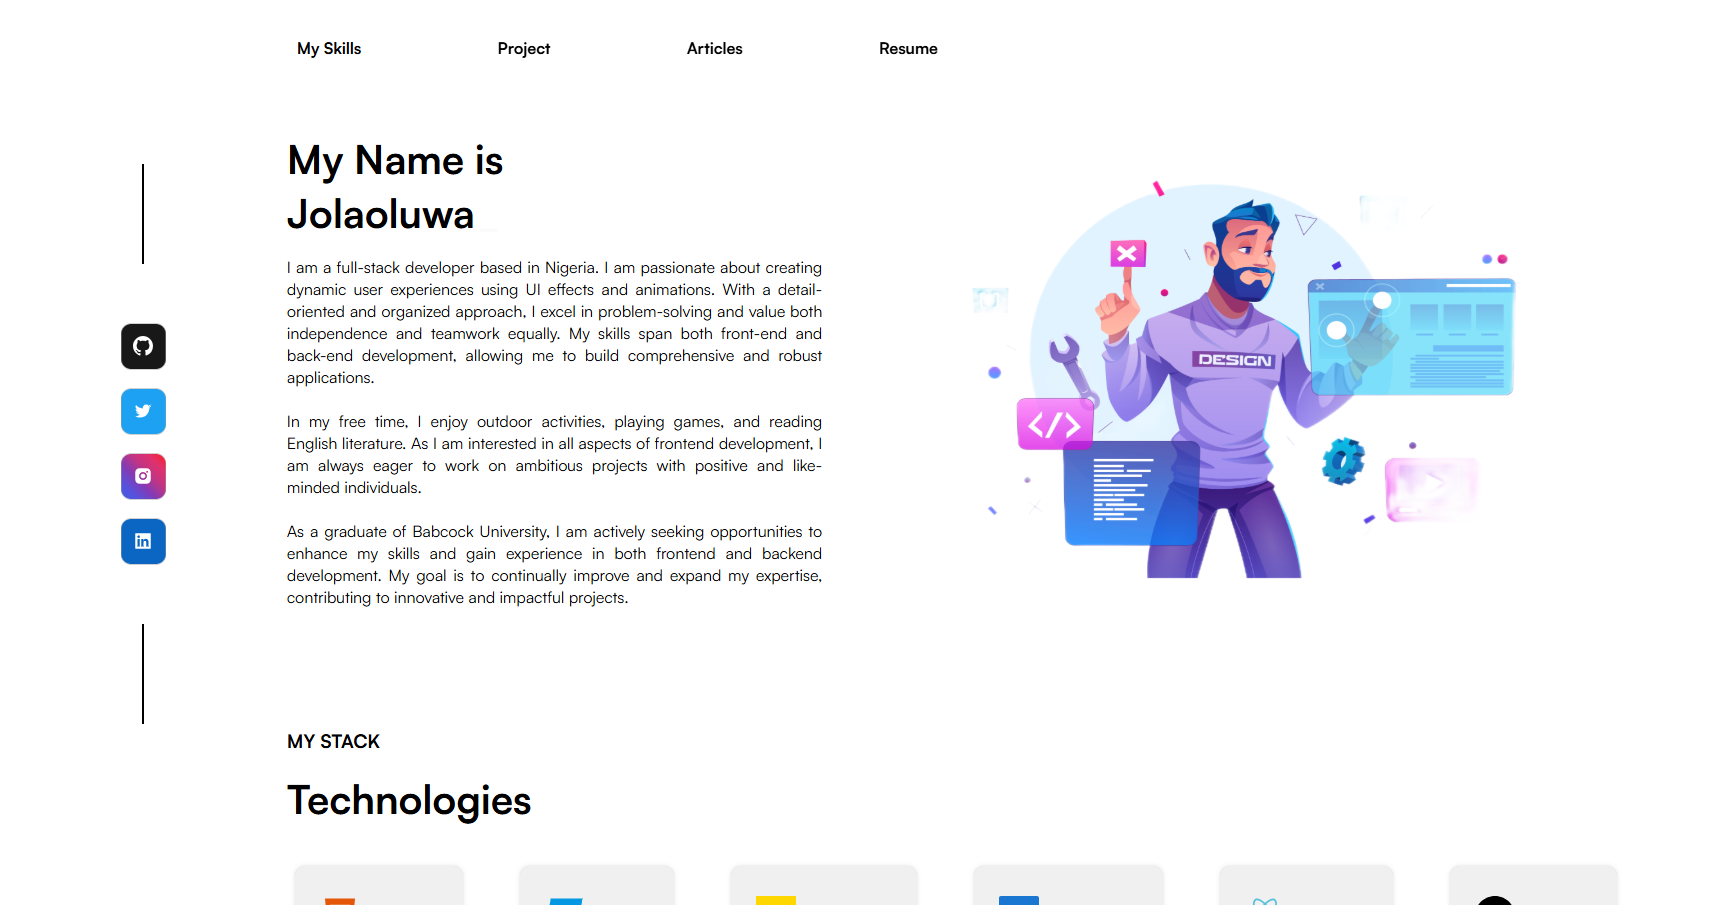 My Skills
Project
Articles
Resume
My Name is
Jolaoluwa
I am a full-stack developer based in Nigeria. I am passionate about creating
dynamic user experiences using UI effects and animations. With a detail-
oriented and organized approach, I excel in problem-solving and value both
independence and teamwork equally. My skills span both front-end and
back-end development, allowing me to build comprehensive and robust
applications.
In my free time, I enjoy outdoor activities, playing games, and reading
English literature. As I am interested in all aspects of frontend development, I
am always eager to work on ambitious projects with positive and like-
minded individuals.
As a graduate of Babcock University, I am actively seeking opportunities to
enhance my skills and gain experience in both frontend and backend
development. My goal is to continually improve and expand my expertise,
contributing to innovative and impactful projects.
DESIGN
</>
in
MY STACK
Technologies